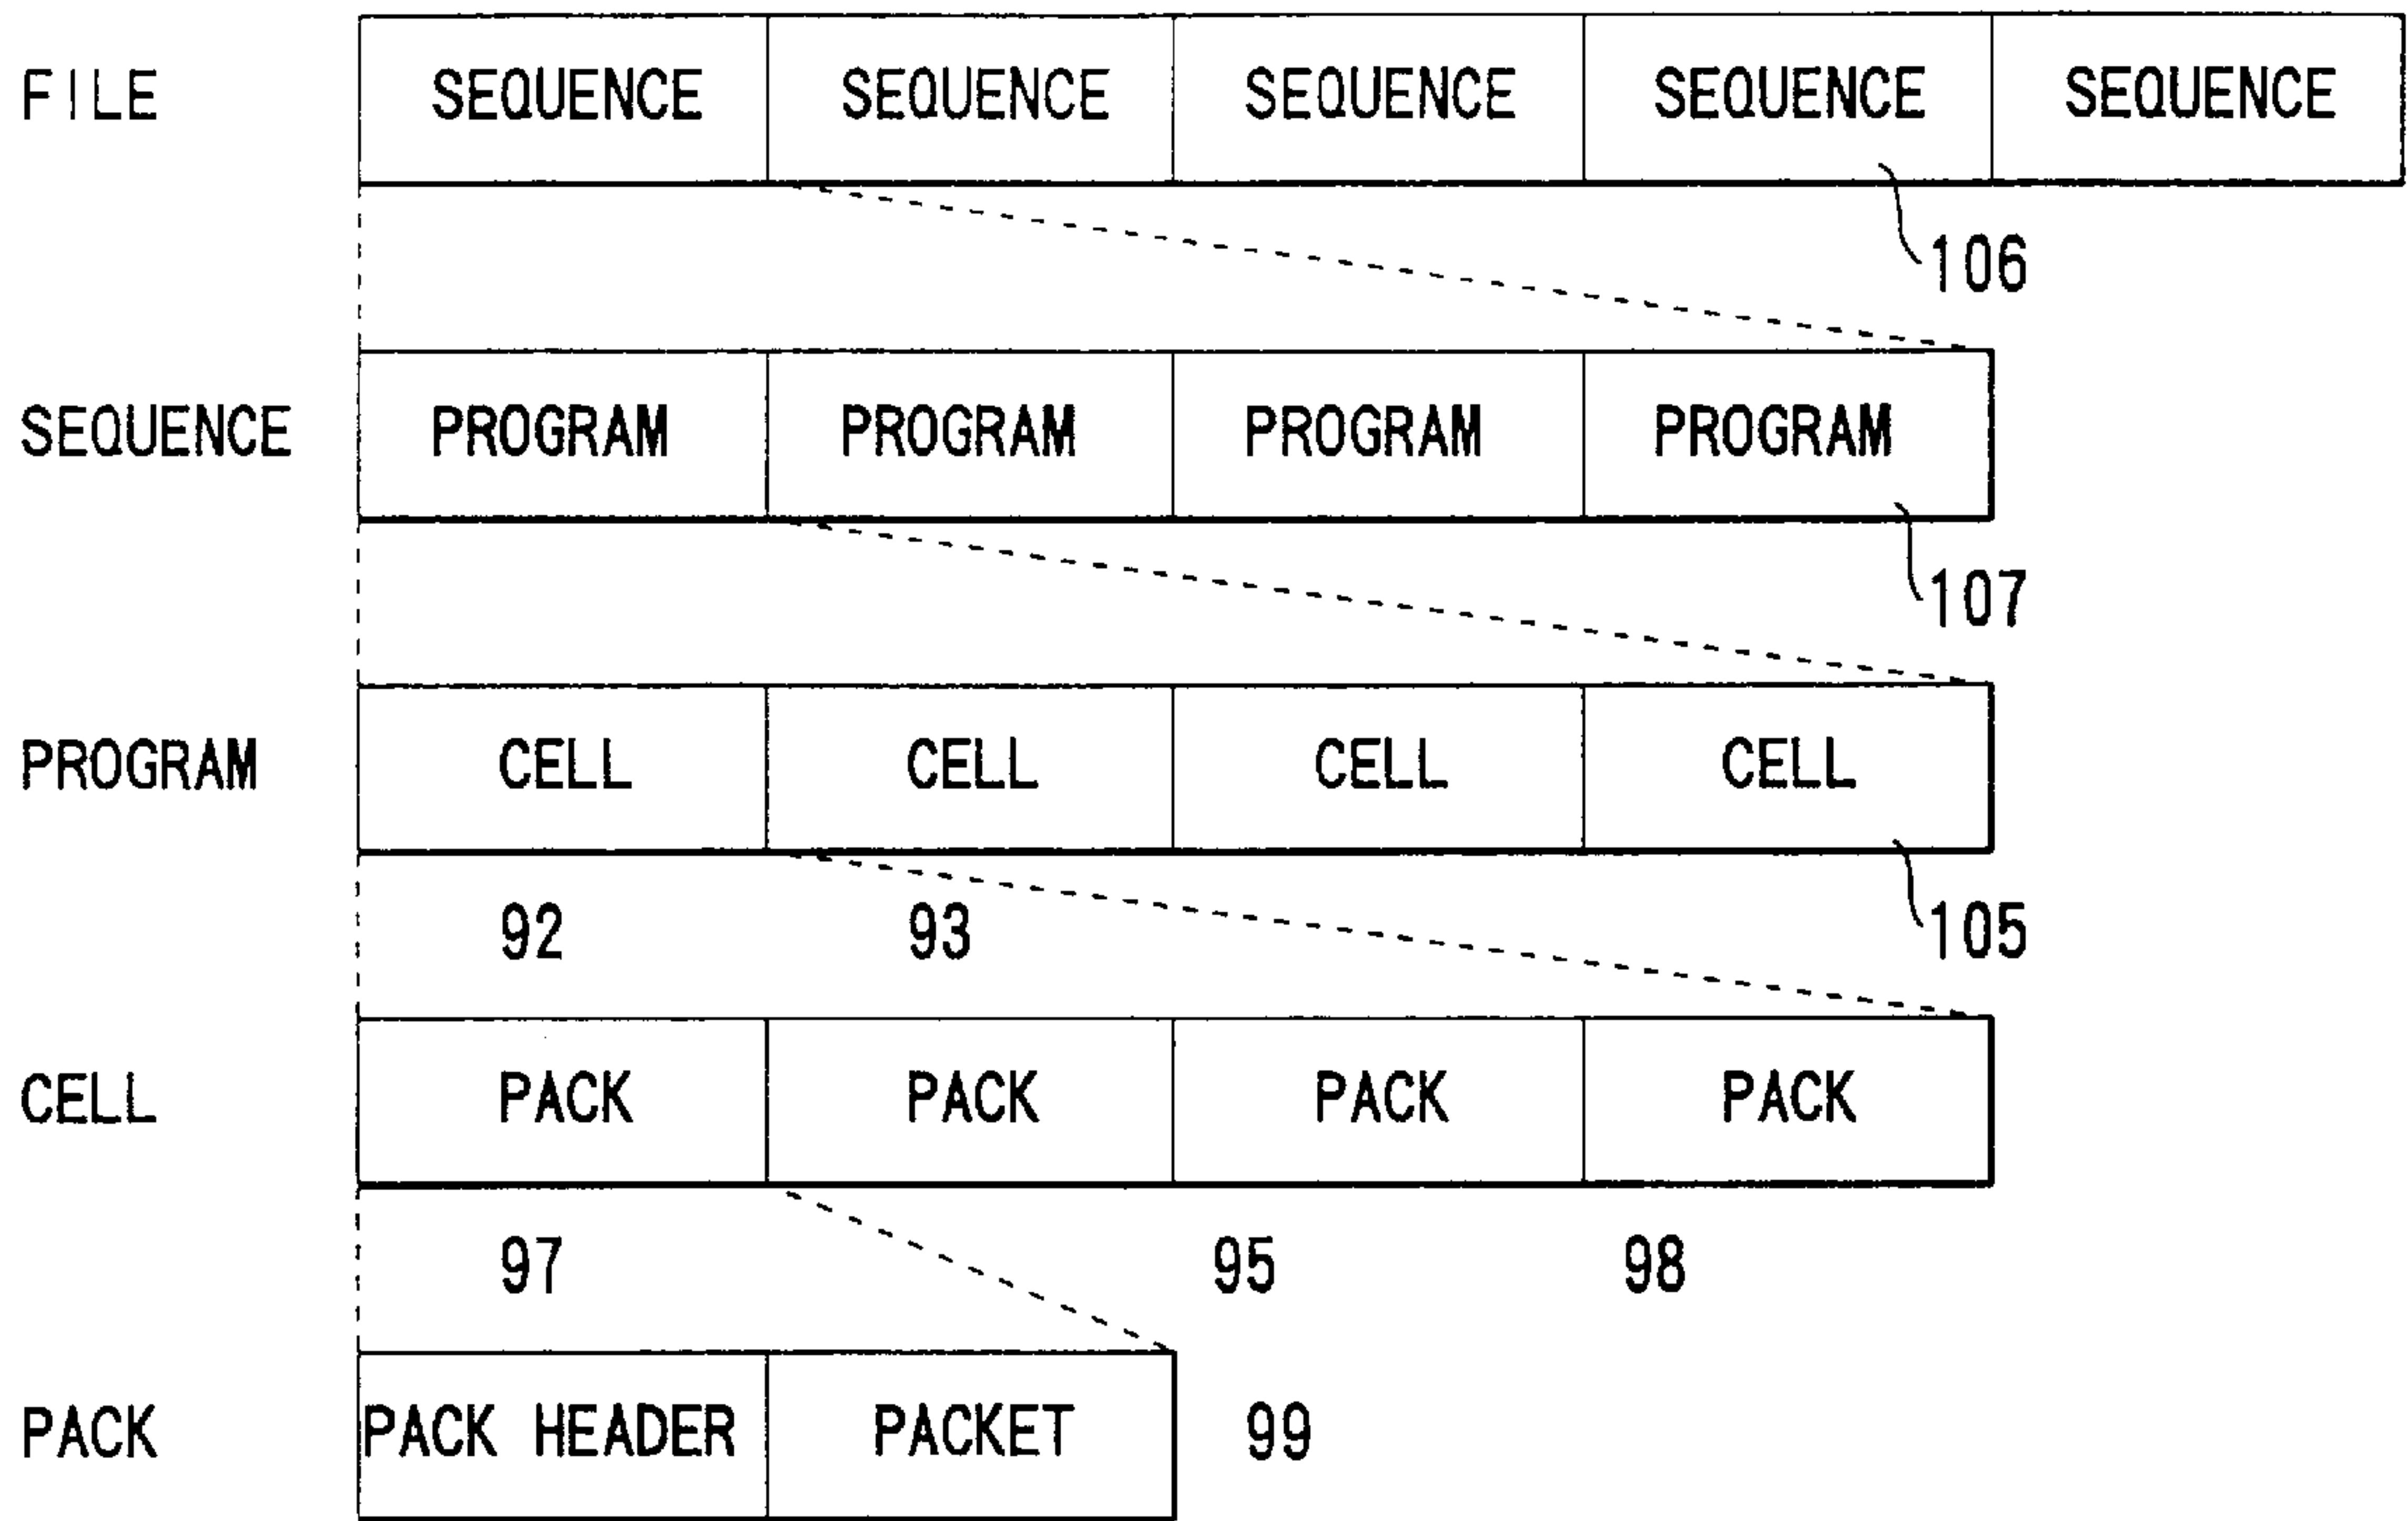 FILE SEQUENCE SEQUENCE SEQUENCE SEQUENCE SEQUENCE
106
SEQUENCE PROGRAM PROGRAM PROGRAM PROGRAM
107
PROGRAM CELL CELL CELL CELL
92 93 105
CELL PACK PACK PACK PACK
97 95 98
PACK PACK HEADER PACKET 99